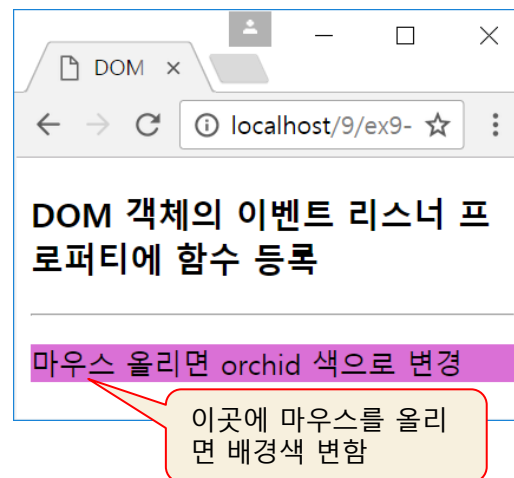 DOM
localhost/9/ex9-
DOM 객체의 이벤트 리스너 프
로퍼티에 함수 등록
마우스 올리면 orchid 색으로 변경
이곳에 마우스를 올리
면 배경색 변함